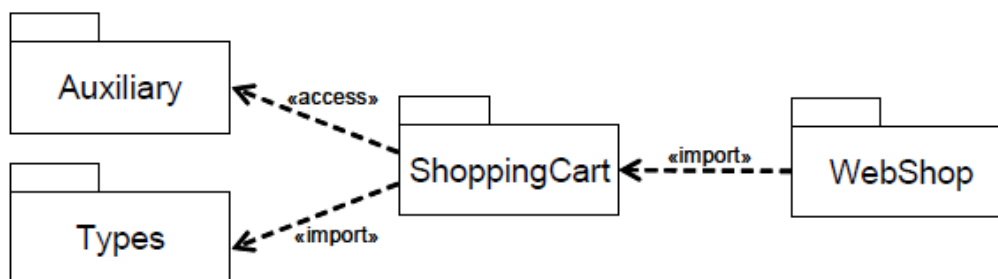 Auxiliary
«access»
ShoppingCart
«import»
WebShop
Types
«import»